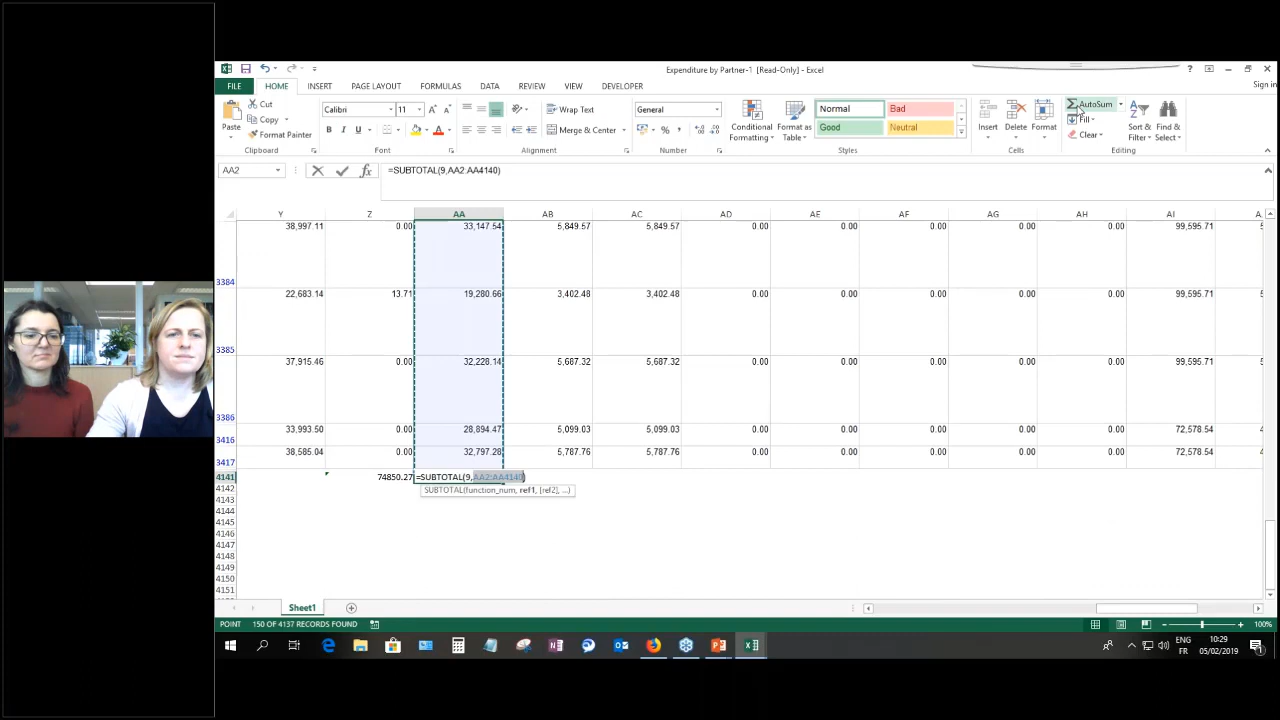 Expenditure by Partner-1 [Read-Only] - Excel
Sign in
FILE HOME INSERT PAGE LAYOUT FORMULAS DATA REVIEW VIEW DEVELOPER
Cut
Copy
Format Painter
Paste
Clipboard
Calibri 11
B I U
Font
Wrap Text
Merge & Center
Alignment
General
Number
Conditional Formatting
Format as Table
Normal Bad
Good Neutral
Styles
Insert Delete Format
Cells
AutoSum
Fill
Clear
Sort & Filter
Find & Select
Editing
AA2 =SUBTOTAL(9,AA2:AA4140)
Y Z AA AB AC AD AE AF AG AH AI
38,997.11 0.00 33,147.54 5,849.57 5,849.57 0.00 0.00 0.00 0.00 0.00 99,595.71
3384
22,683.14 13.71 19,280.66 3,402.48 3,402.48 0.00 0.00 0.00 0.00 0.00 99,595.71
3385
37,915.46 0.00 32,228.14 5,687.32 5,687.32 0.00 0.00 0.00 0.00 0.00 99,595.71
3386
33,993.50 0.00 28,894.47 5,099.03 5,099.03 0.00 0.00 0.00 0.00 0.00 72,578.54
3416
38,585.04 0.00 32,797.28 5,787.76 5,787.76 0.00 0.00 0.00 0.00 0.00 72,578.54
3417
4141 74850.27 =SUBTOTAL(9,AA2:AA4140)
4142 SUBTOTAL(function_num, ref1, [ref2], ...)
4143
4144
4145
4146
4147
4148
4149
4150
4151
Sheet1
POINT 150 OF 4137 RECORDS FOUND 100%
ENG 10:29
FR 05/02/2019